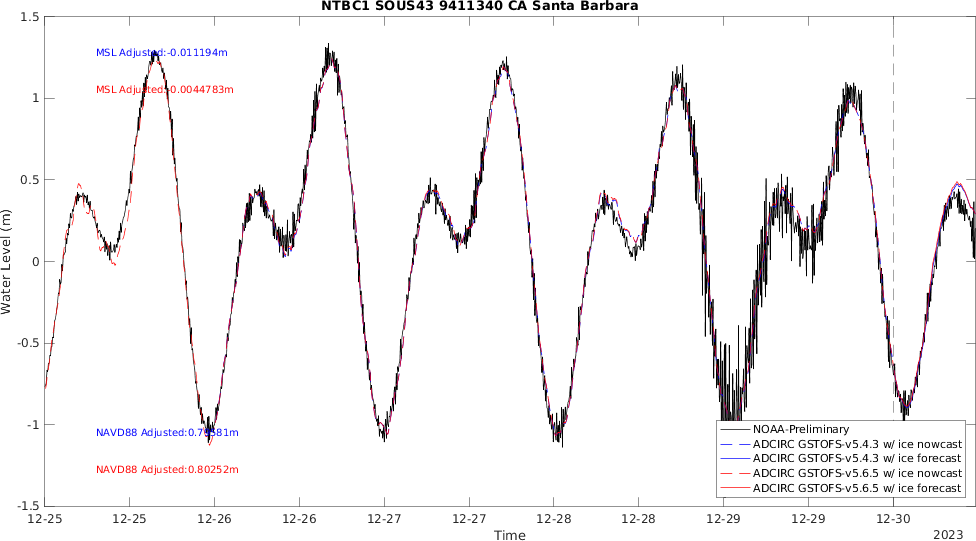 NTBC1 SOUS43 9411340 CA Santa Barbara
1.5
MSL Adjusted:-0.011194m
1
MSL Adjusted:-0.0044783m
0.5
0
-0.5
-1
-1.5
Water Level (m)
NAVD88 Adjusted:
NAVD88 Adjusted:0.80252m
NOAA-Preliminary
ADCIRC GSTOFS-v5.4.3 w/ ice nowcast
ADCIRC GSTOFS-v5.4.3 w/ ice forecast
ADCIRC GSTOFS-v5.6.5 w/ ice nowcast
ADCIRC GSTOFS-v5.6.5 w/ ice forecast
12-25 12-25 12-26 12-26 12-27 12-27 12-28 12-28 12-29 12-29 12-30
Time
2023